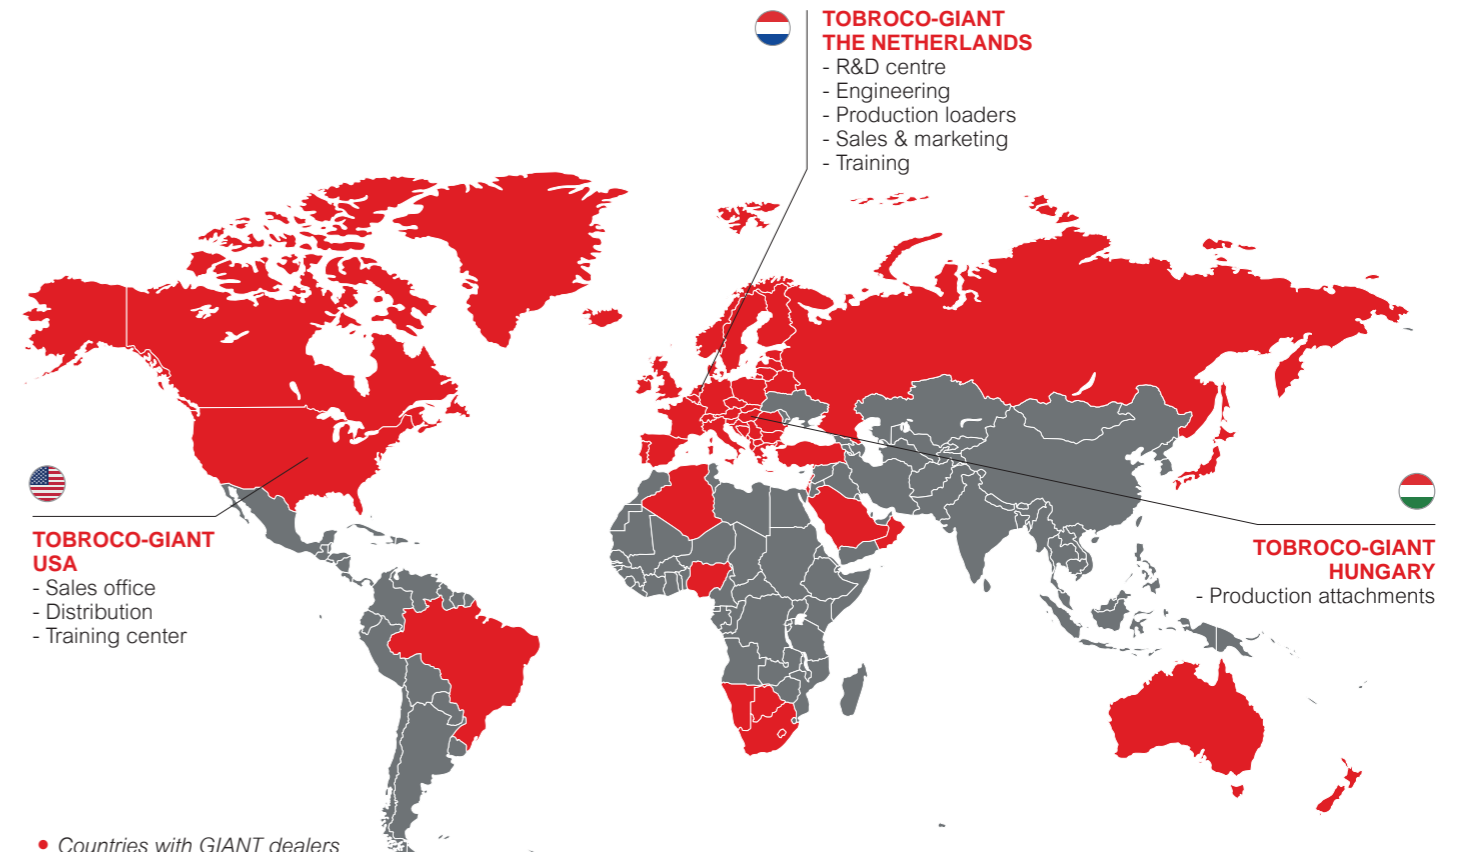 TOBROCO-GIANT
THE NETHERLANDS
- R&D centre
- Engineering
- Production loaders
- Sales & marketing
- Training
TOBROCO-GIANT
USA
- Sales office
- Distribution
- Training center
TOBROCO-GIANT
HUNGARY
- Production attachments
• Countries with GIANT dealers